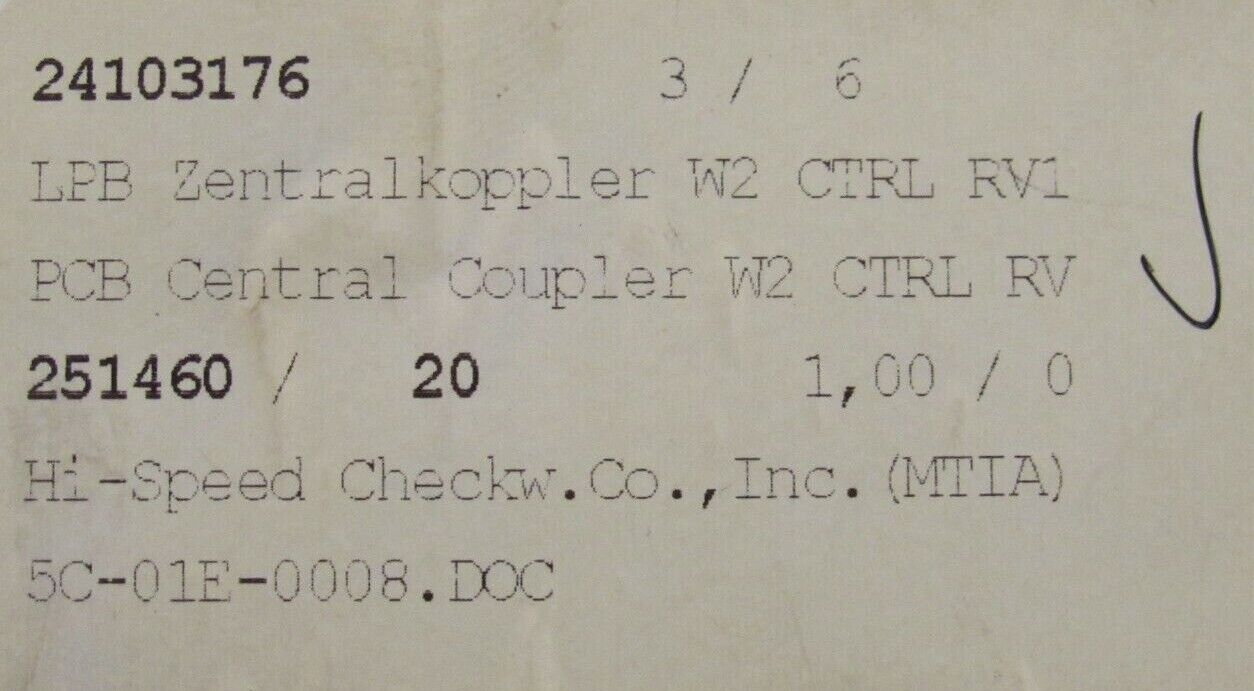 24103176 3 / 6
LPB Zentralkoppler W2 CTRL RV1
PCB Central Coupler W2 CTRL RV
251460 / 20 1,00 / 0
Hi-Speed Checkw.Co.,Inc.(MTIA)
5C-01E-0008.DOC